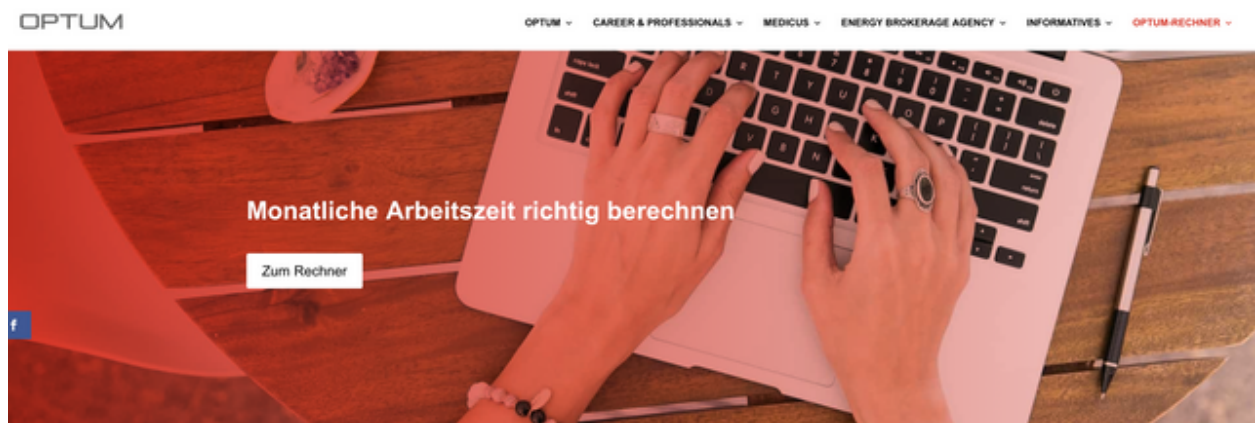 OPTUM
OPTUM CAREER & PROFESSIONALS MEDICUS ENERGY BROKERAGE AGENCY INFORMATIVES OPTUM-RECHNER
Monatliche Arbeitszeit richtig berechnen
Zum Rechner
f